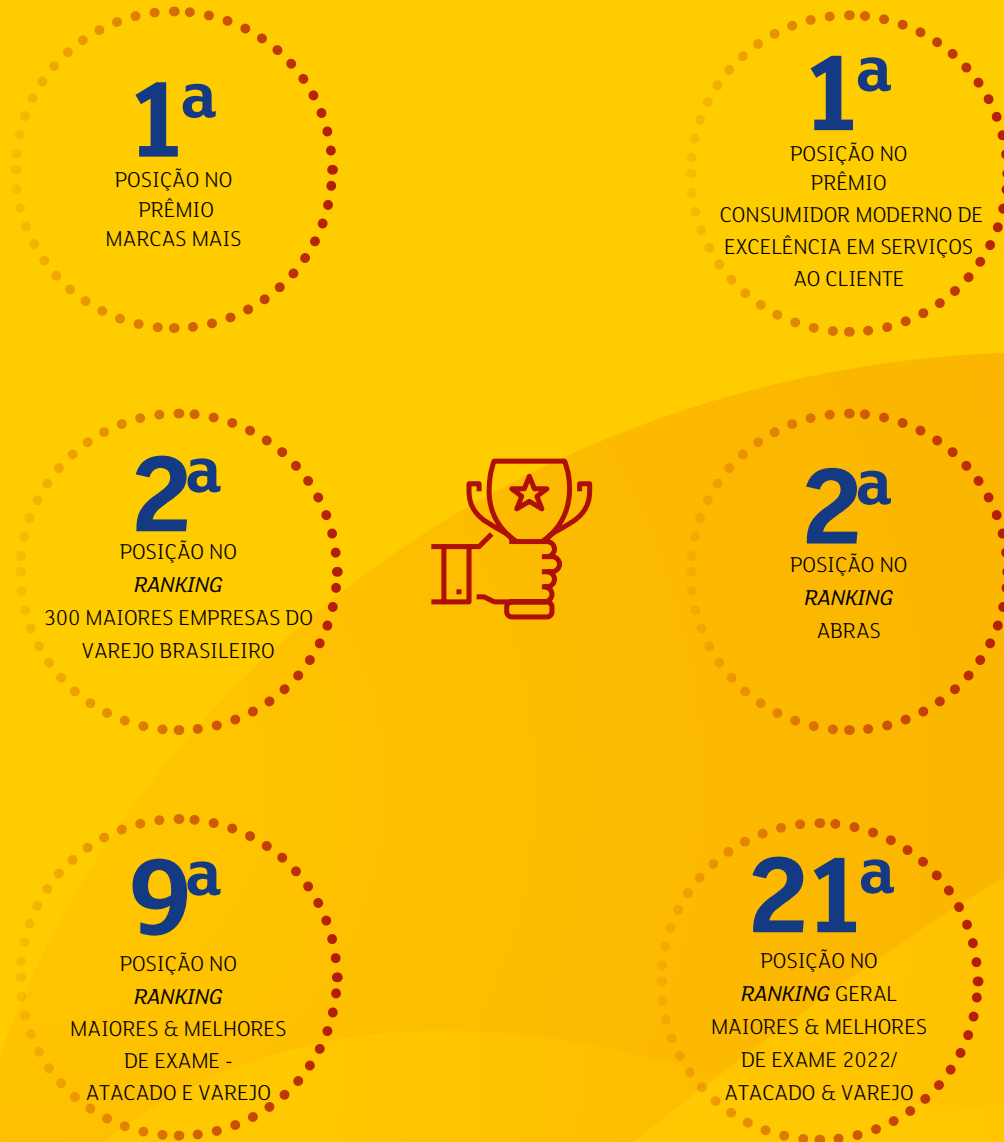 1ª
POSIÇÃO NO
PRÊMIO
MARCAS MAIS
1ª
POSIÇÃO NO
PRÊMIO
CONSUMIDOR MODERNO DE
EXCELÊNCIA EM SERVIÇOS
AO CLIENTE
2ª
POSIÇÃO NO
RANKING
300 MAIORES EMPRESAS DO
VAREJO BRASILEIRO
2ª
POSIÇÃO NO
RANKING
ABRAS
9ª
POSIÇÃO NO
RANKING
MAIORES & MELHORES
DE EXAME -
ATACADO E VAREJO
21ª
POSIÇÃO NO
RANKING GERAL
MAIORES & MELHORES
DE EXAME 2022/
ATACADO & VAREJO